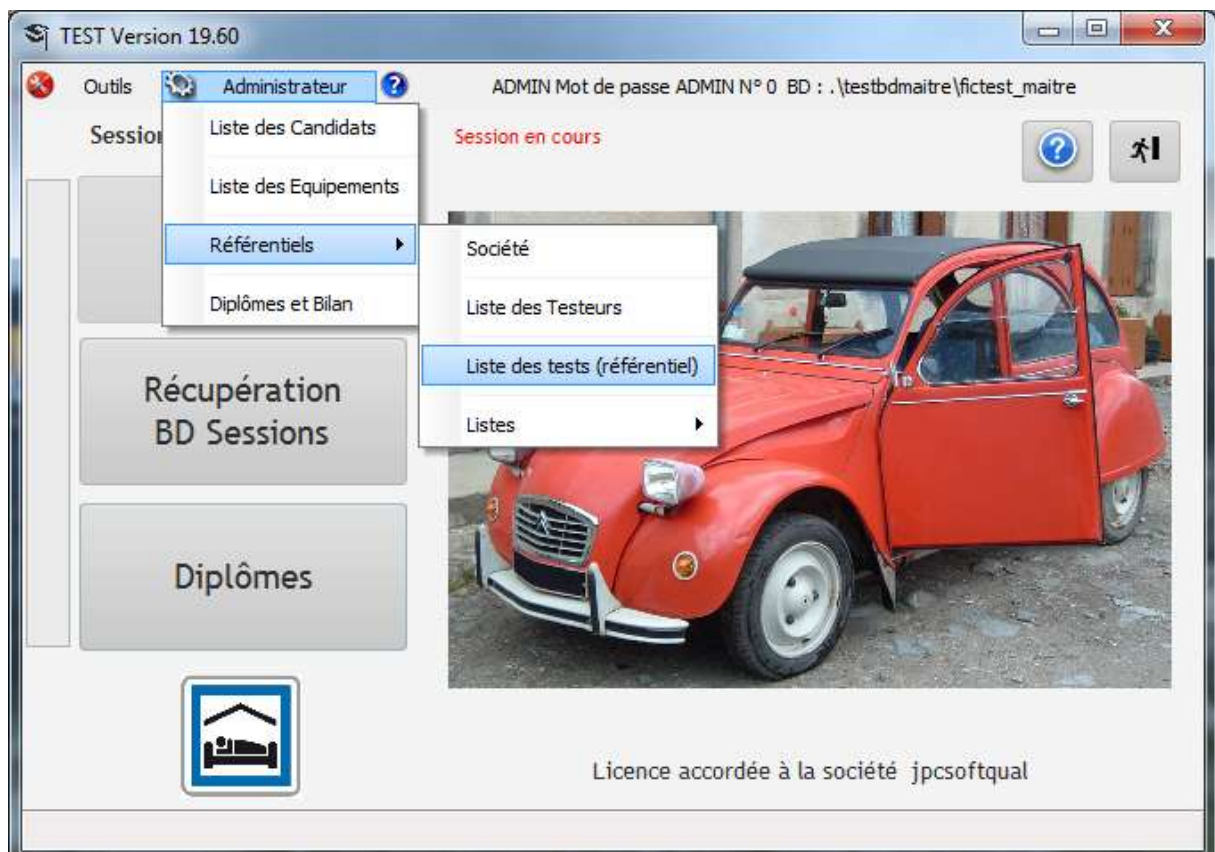 TEST Version 19.60
Outils Administrateur ADMIN Mot de passe ADMIN N° 0 BD : .\testbdmaitre\fictest_maitre
Session en cours
Liste des Candidats
Liste des Equipements
Référentiels
Diplômes et Bilan
Société
Liste des Testeurs
Liste des tests (référentiel)
Listes
Récupération
BD Sessions
Diplômes
Licence accordée à la société jpcsoftqual